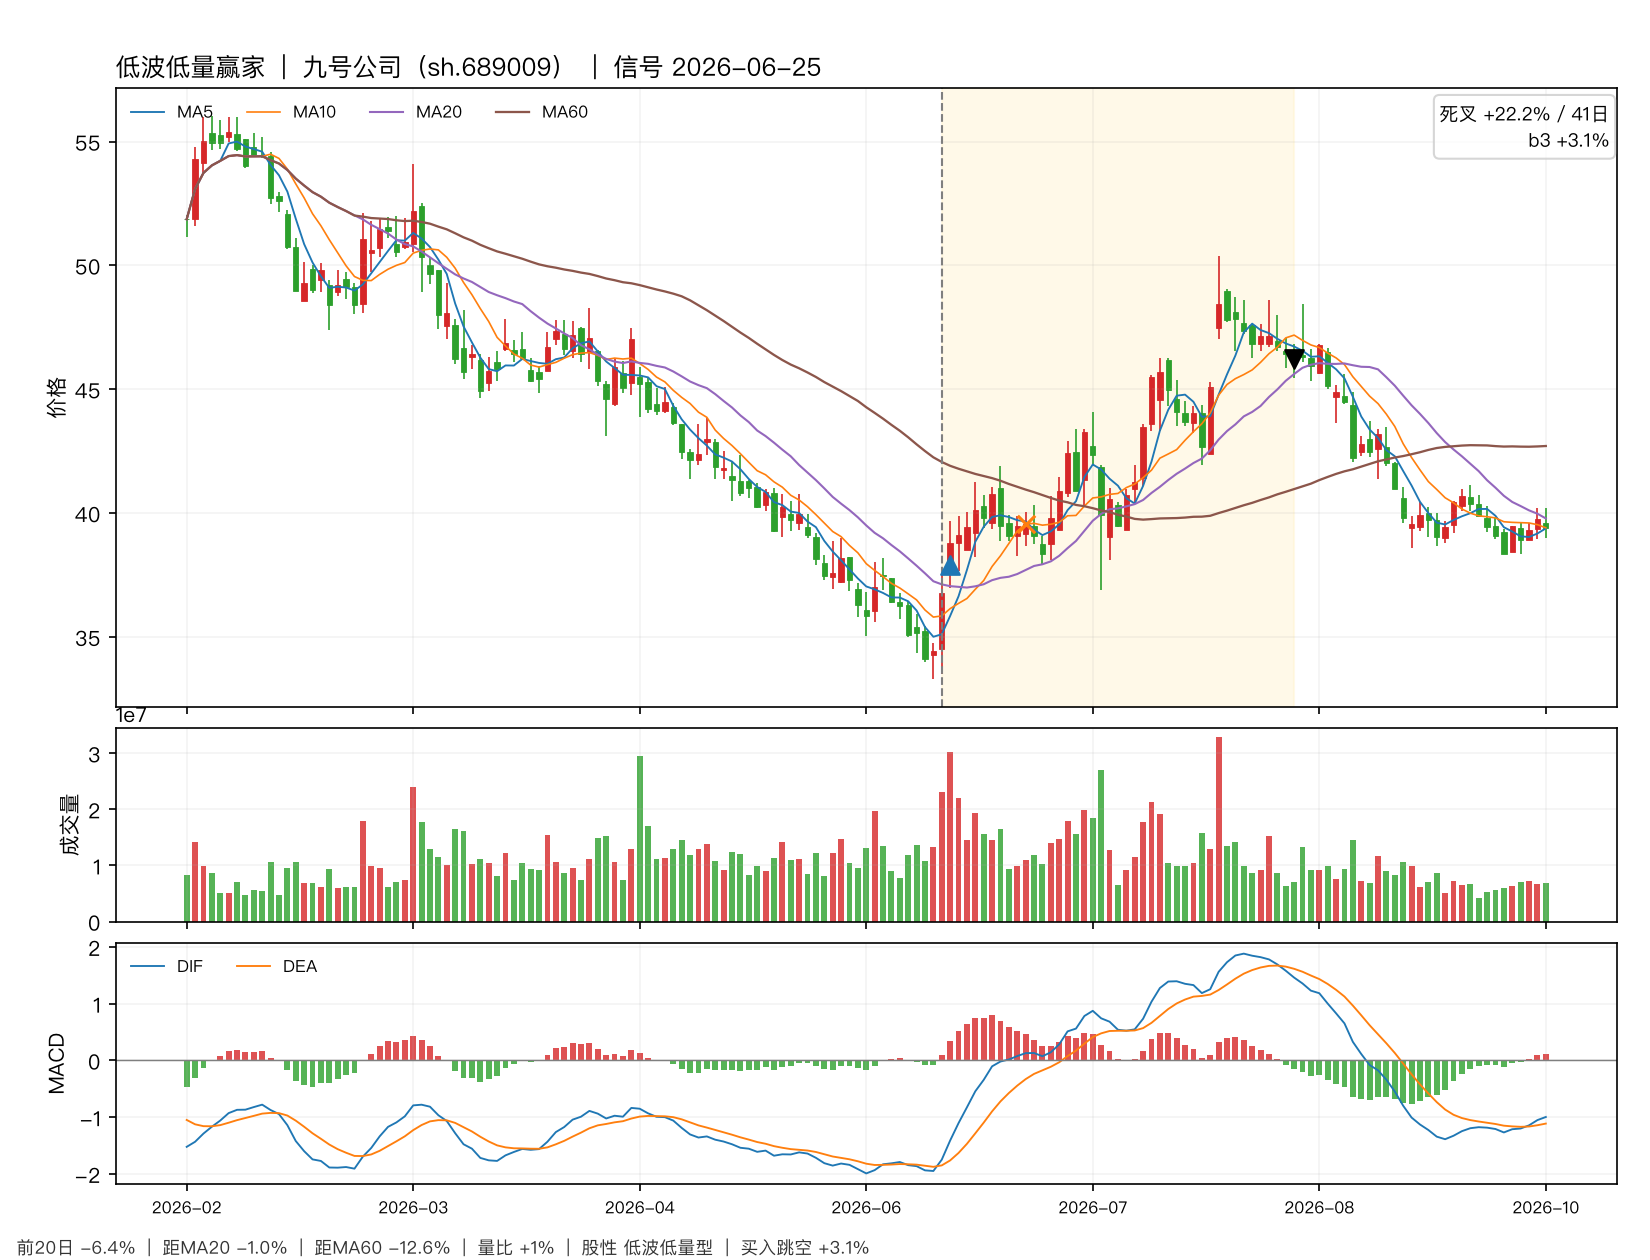 低波低量赢家 | 九号公司（sh.689009） | 信号 2026-06-25
MA5 MA10 MA20 MA60
死叉 +22.2% / 41日
b3 +3.1%
55
50
45
40
35
价格
1e7
3
2
1
0
成交量
DIF DEA
2
1
0
−1
−2
MACD
2026-02 2026-03 2026-04 2026-06 2026-07 2026-08 2026-10
前20日 -6.4% | 距MA20 -1.0% | 距MA60 -12.6% | 量比 +1% | 股性 低波低量型 | 买入跳空 +3.1%